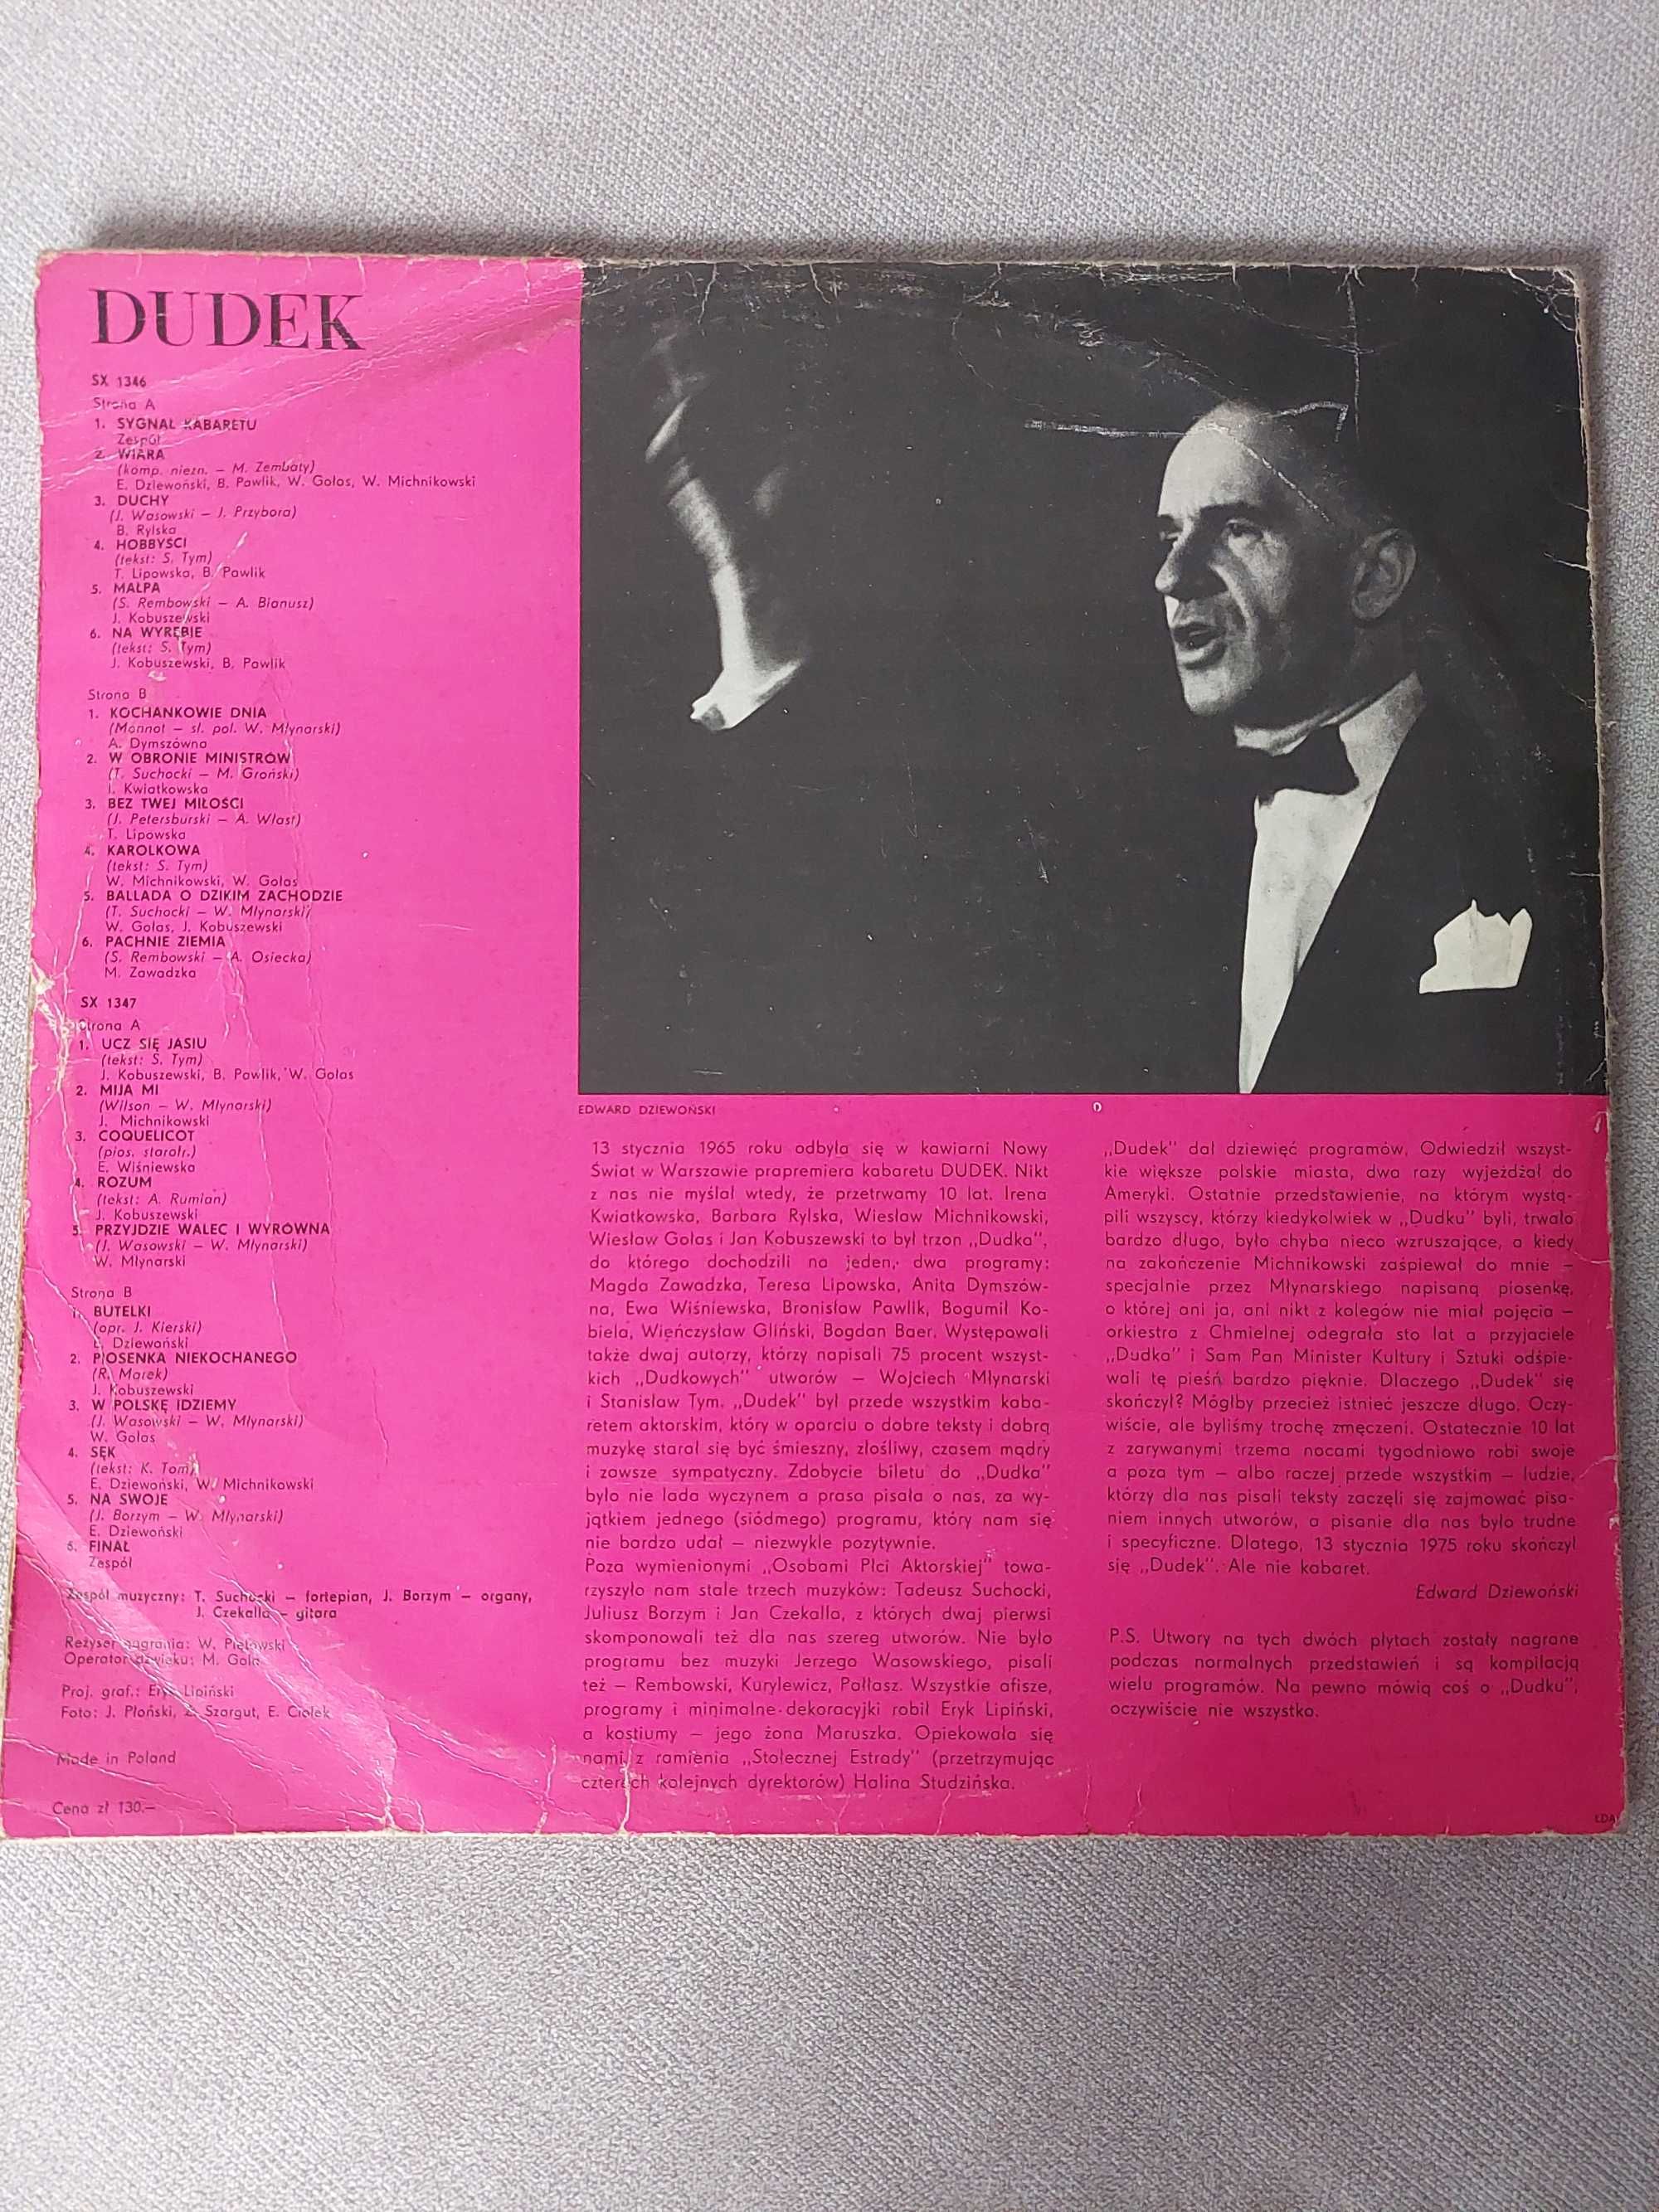 DUDEK
SX 1346
Strona A
1. SYGNAŁ KABARETU
Zespół
2. WIARA
(komp. niezn. – M. Zembaty)
E. Dziewoński, B. Pawlik, W. Gołas, W. Michnikowski
3. DUCHY
(J. Wasowski – J. Przybora)
B. Rylska
4. HOBBYŚCI
(tekst: S. Tym)
T. Lipowska, B. Pawlik
5. MAŁPA
(S. Rembowski – A. Bianusz)
J. Kobuszewski
6. NA WYRĘBIE
(tekst: S. Tym)
J. Kobuszewski, B. Pawlik
Strona B
1. KOCHANKOWIE DNIA
(Monnot – sł. pol. W. Młynarski)
A. Dymszówna
2. W OBRONIE MINISTRÓW
(T. Suchocki – M. Groński)
I. Kwiatkowska
3. BEZ TWEJ MIŁOŚCI
(J. Petersburski – A. Włast)
T. Lipowska
4. KAROLKOWA
(tekst: S. Tym)
W. Michnikowski, W. Gołas
5. BALLADA O DZIKIM ZACHODZIE
(T. Suchocki – W. Młynarski)
W. Gołas, J. Kobuszewski
6. PACHNIE ZIEMIA
(S. Rembowski – A. Osiecka)
M. Zawadzka
SX 1347
Strona A
1. UCZ SIĘ JASIU
(tekst: S. Tym)
J. Kobuszewski, B. Pawlik, W. Gołas
2. MIJA MI
(Wilson – W. Młynarski)
J. Michnikowski
3. COQUELICOT
(pios. starofr.)
E. Wiśniewska
4. ROZUM
(tekst: A. Rumian)
J. Kobuszewski
5. PRZYJDZIE WALEC I WYRÓWNA
(J. Wasowski – W. Młynarski)
W. Młynarski
Strona B
1. BUTELKI
(opr. J. Kierski)
E. Dziewoński
2. PIOSENKA NIEKOCHANEGO
(R. Marek)
J. Kobuszewski
3. W POLSKĘ IDZIEMY
(J. Wasowski – W. Młynarski)
W. Gołas
4. SĘK
(tekst: K. Tom)
E. Dziewoński, W. Michnikowski
5. NA SWOJE
(J. Borzym – W. Młynarski)
E. Dziewoński
6. FINAŁ
Zespół
Zespół muzyczny: T. Suchocki – fortepian, J. Borzym – organy,
J. Czekalla – gitara
Reżyser nagrania: W. Piętowski
Operator dźwięku: M. Gola
Proj. graf.: Eryk Lipiński
Foto: J. Płoński, Z. Szargut, E. Ciołek
Made in Poland
Cena zł 130.–
EDWARD DZIEWOŃSKI
13 stycznia 1965 roku odbyła się w kawiarni Nowy
Świat w Warszawie prapremiera kabaretu DUDEK. Nikt
z nas nie myślał wtedy, że przetrwamy 10 lat. Irena
Kwiatkowska, Barbara Rylska, Wiesław Michnikowski,
Wiesław Gołas i Jan Kobuszewski to był trzon „Dudka",
do którego dochodzili na jeden, dwa programy:
Magda Zawadzka, Teresa Lipowska, Anita Dymszów-
na, Ewa Wiśniewska, Bronisław Pawlik, Bogumił Ko-
biela, Wieńczysław Gliński, Bogdan Baer. Występowali
także dwaj autorzy, którzy napisali 75 procent wszyst-
kich „Dudkowych" utworów – Wojciech Młynarski
i Stanisław Tym. „Dudek" był przede wszystkim kaba-
retem aktorskim, który w oparciu o dobre teksty i dobrą
muzykę starał się być śmieszny, złośliwy, czasem mądry
i zawsze sympatyczny. Zdobycie biletu do „Dudka"
było nie lada wyczynem a prasa pisała o nas, za wy-
jątkiem jednego (siódmego) programu, który nam się
nie bardzo udał – niezwykle pozytywnie.
Poza wymienionymi „Osobami Płci Aktorskiej" towa-
rzyszyło nam stale trzech muzyków: Tadeusz Suchocki,
Juliusz Borzym i Jan Czekalla, z których dwaj pierwsi
skomponowali też dla nas szereg utworów. Nie było
programu bez muzyki Jerzego Wasowskiego, pisali
też – Rembowski, Kurylewicz, Pałłasz. Wszystkie afisze,
programy i minimalne dekoracyjki robił Eryk Lipiński,
a kostiumy – jego żona Maruszka. Opiekowała się
nami z ramienia „Stołecznej Estrady" (przetrzymując
czterech kolejnych dyrektorów) Halina Studzińska.
„Dudek" dał dziewięć programów. Odwiedził wszyst-
kie większe polskie miasta, dwa razy wyjeżdżał do
Ameryki. Ostatnie przedstawienie, na którym wystą-
pili wszyscy, którzy kiedykolwiek w „Dudku" byli, trwało
bardzo długo, było chyba nieco wzruszające, a kiedy
na zakończenie Michnikowski zaśpiewał do mnie –
specjalnie przez Młynarskiego napisaną piosenkę,
o której ani ja, ani nikt z kolegów nie miał pojęcia –
orkiestra z Chmielnej odegrała sto lat a przyjaciele
„Dudka" i Sam Pan Minister Kultury i Sztuki odśpie-
wali tę pieśń bardzo pięknie. Dlaczego „Dudek" się
skończył? Mógłby przecież istnieć jeszcze długo. Oczy-
wiście, ale byliśmy trochę zmęczeni. Ostatecznie 10 lat
z zarywanymi trzema nocami tygodniowo robi swoje
a poza tym – albo raczej przede wszystkim – ludzie,
którzy dla nas pisali teksty zaczęli się zajmować pisa-
niem innych utworów, a pisanie dla nas było trudne
i specyficzne. Dlatego, 13 stycznia 1975 roku skończył
się „Dudek". Ale nie kabaret.
Edward Dziewoński
P.S. Utwory na tych dwóch płytach zostały nagrane
podczas normalnych przedstawień i są kompilacją
wielu programów. Na pewno mówią coś o „Dudku",
oczywiście nie wszystko.
ŁDA